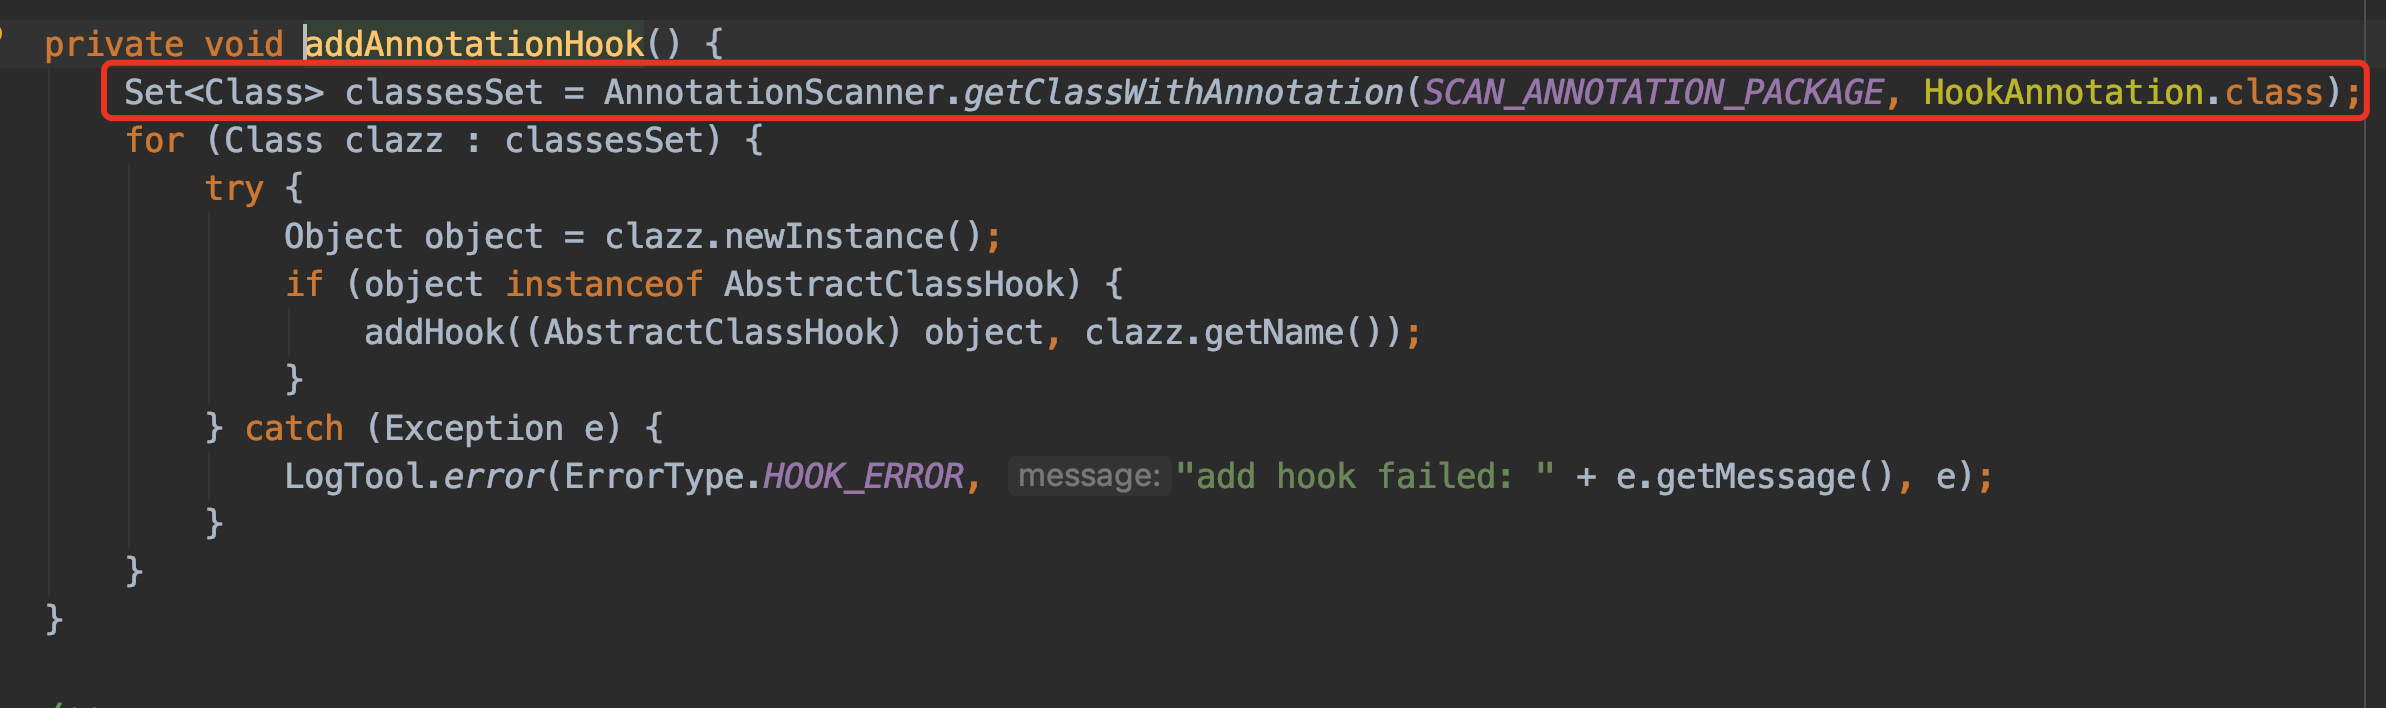 private void addAnnotationHook() {
Set<Class> classesSet = AnnotationScanner.getClassWithAnnotation(SCAN_ANNOTATION_PACKAGE, HookAnnotation.class);
for (Class clazz : classesSet) {
try {
Object object = clazz.newInstance();
if (object instanceof AbstractClassHook) {
addHook((AbstractClassHook) object, clazz.getName());
}
} catch (Exception e) {
LogTool.error(ErrorType.HOOK_ERROR, message: "add hook failed: " + e.getMessage(), e);
}
}
}